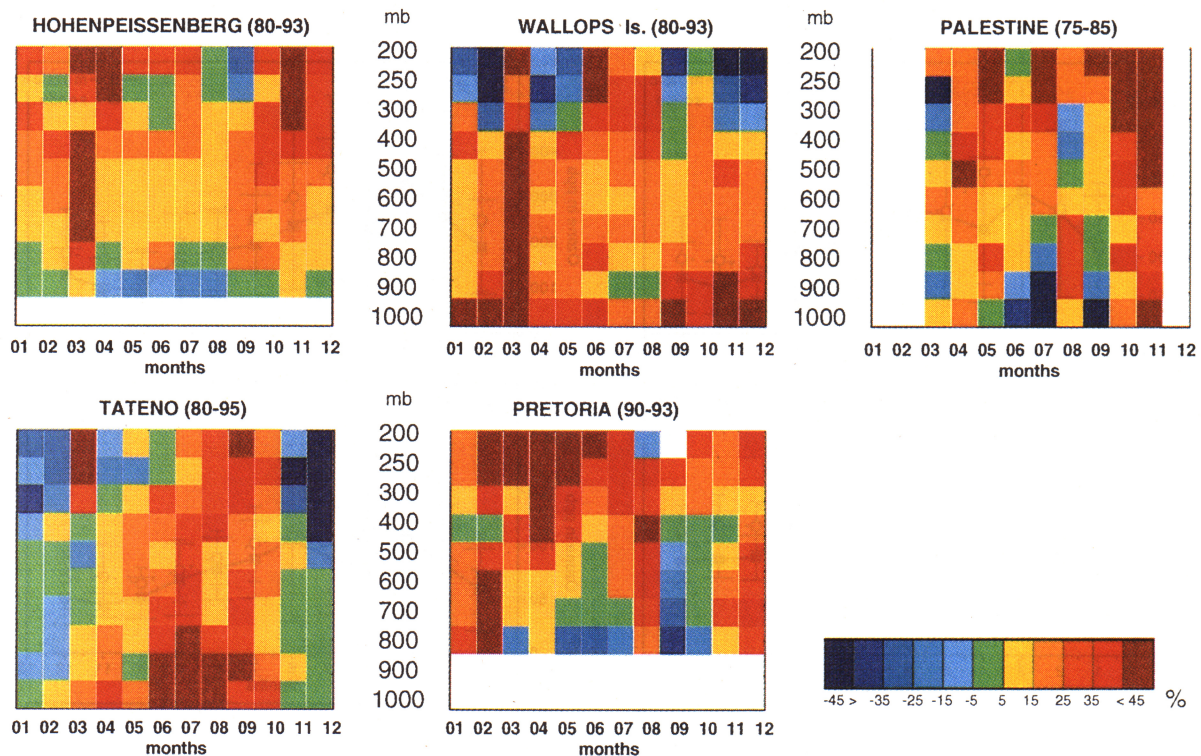 HOHENPEISSENBERG (80-93)
mb
WALLOPS Is. (80-93)
mb
PALESTINE (75-85)
200
250
300
400
500
600
700
800
900
1000
200
250
300
400
500
600
700
800
900
1000
01 02 03 04 05 06 07 08 09 10 11 12
months
01 02 03 04 05 06 07 08 09 10 11 12
months
01 02 03 04 05 06 07 08 09 10 11 12
months
TATENO (80-95)
mb
PRETORIA (90-93)
200
250
300
400
500
600
700
800
900
1000
01 02 03 04 05 06 07 08 09 10 11 12
months
01 02 03 04 05 06 07 08 09 10 11 12
months
-45 > -35 -25 -15 -5 5 15 25 35 < 45 %